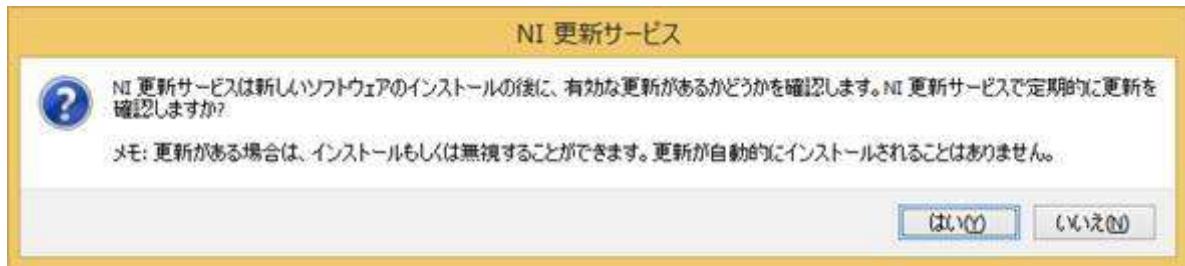 NI 更新サービス
NI 更新サービスは新しいソフトウェアのインストールの後に、有効な更新があるかどうかを確認します。NI 更新サービスで定期的に更新を
確認しますか?
メモ: 更新がある場合は、インストールもしくは無視することができます。更新が自動的にインストールされることはありません。
はい(Y) いいえ(N)